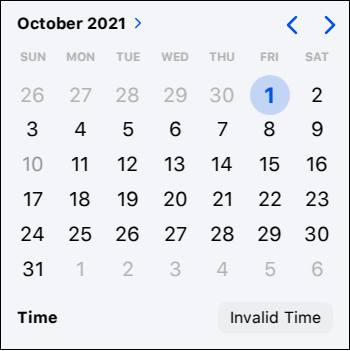 October 2021
SUN MON TUE WED THU FRI SAT
26 27 28 29 30 1 2
3 4 5 6 7 8 9
10 11 12 13 14 15 16
17 18 19 20 21 22 23
24 25 26 27 28 29 30
31 1 2 3 4 5 6
Time Invalid Time